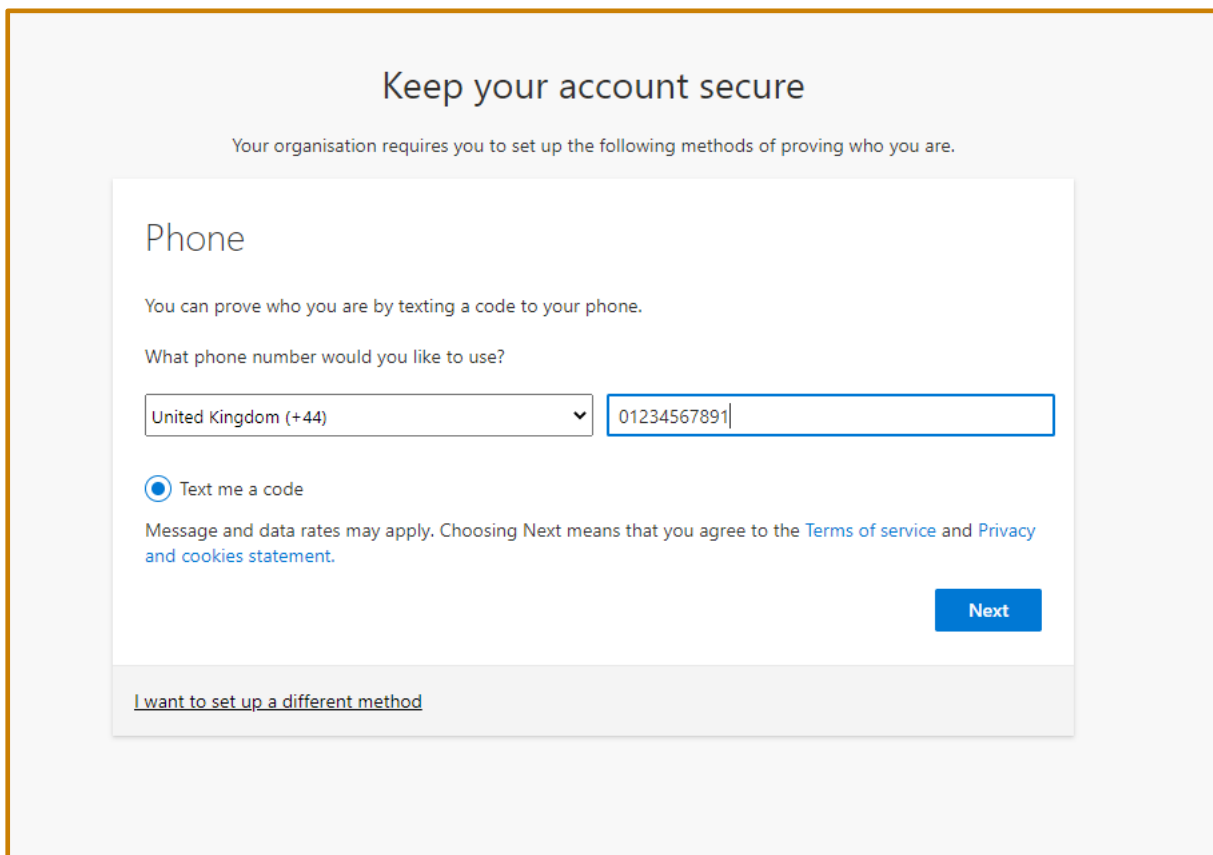 Keep your account secure
Your organisation requires you to set up the following methods of proving who you are.
Phone
You can prove who you are by texting a code to your phone.
What phone number would you like to use?
United Kingdom (+44)
01234567891
Text me a code
Message and data rates may apply. Choosing Next means that you agree to the Terms of service and Privacy
and cookies statement.
Next
I want to set up a different method